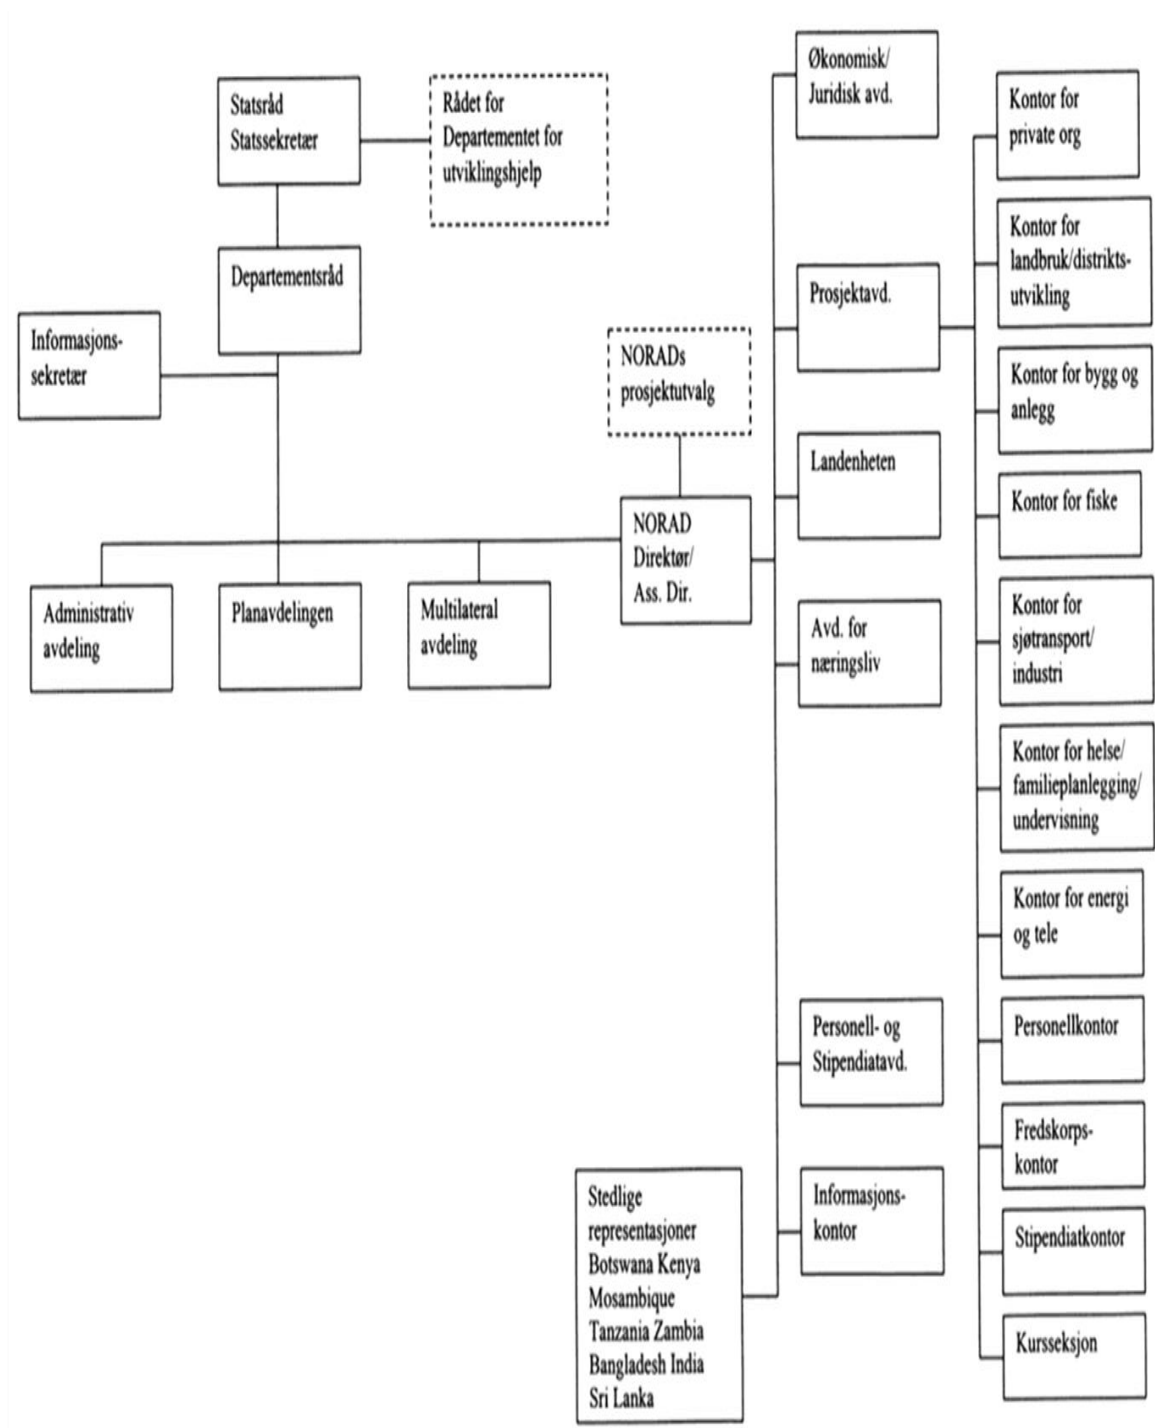 Statsråd
Statssekretær
Rådet for
Departementet for
utviklingshjelp
Departementsråd
Informasjons-
sekretær
NORADs
prosjektutvalg
NORAD
Direktør/
Ass. Dir.
Administrativ
avdeling
Planavdelingen
Multilateral
avdeling
Økonomisk/
Juridisk avd.
Prosjektavd.
Landenheten
Avd. for
næringsliv
Personell- og
Stipendiatavd.
Informasjons-
kontor
Stedlige
representasjoner
Botswana Kenya
Mosambique
Tanzania Zambia
Bangladesh India
Sri Lanka
Kontor for
private org
Kontor for
landbruk/distrikts-
utvikling
Kontor for bygg og
anlegg
Kontor for fiske
Kontor for
sjøtransport/
industri
Kontor for helse/
familieplanlegging/
undervisning
Kontor for energi
og tele
Personellkontor
Fredskorps-
kontor
Stipendiatkontor
Kursseksjon